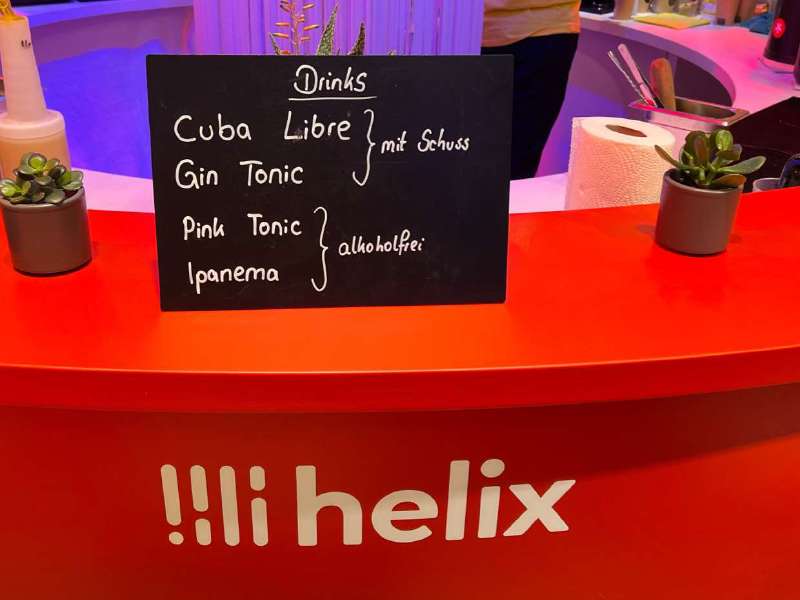 Drinks
Cuba Libre } mit Schuss
Gin Tonic
Pink Tonic } alkoholfrei
Ipanema
helix